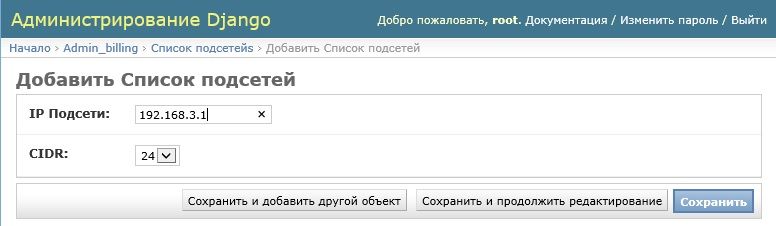 Администрирование Django
Добро пожаловать, root. Документация / Изменить пароль / Выйти
Начало › Admin_billing › Список подсетейs › Добавить Список подсетей
Добавить Список подсетей
IP Подсети: 192.168.3.1
CIDR: 24
Сохранить и добавить другой объект Сохранить и продолжить редактирование Сохранить